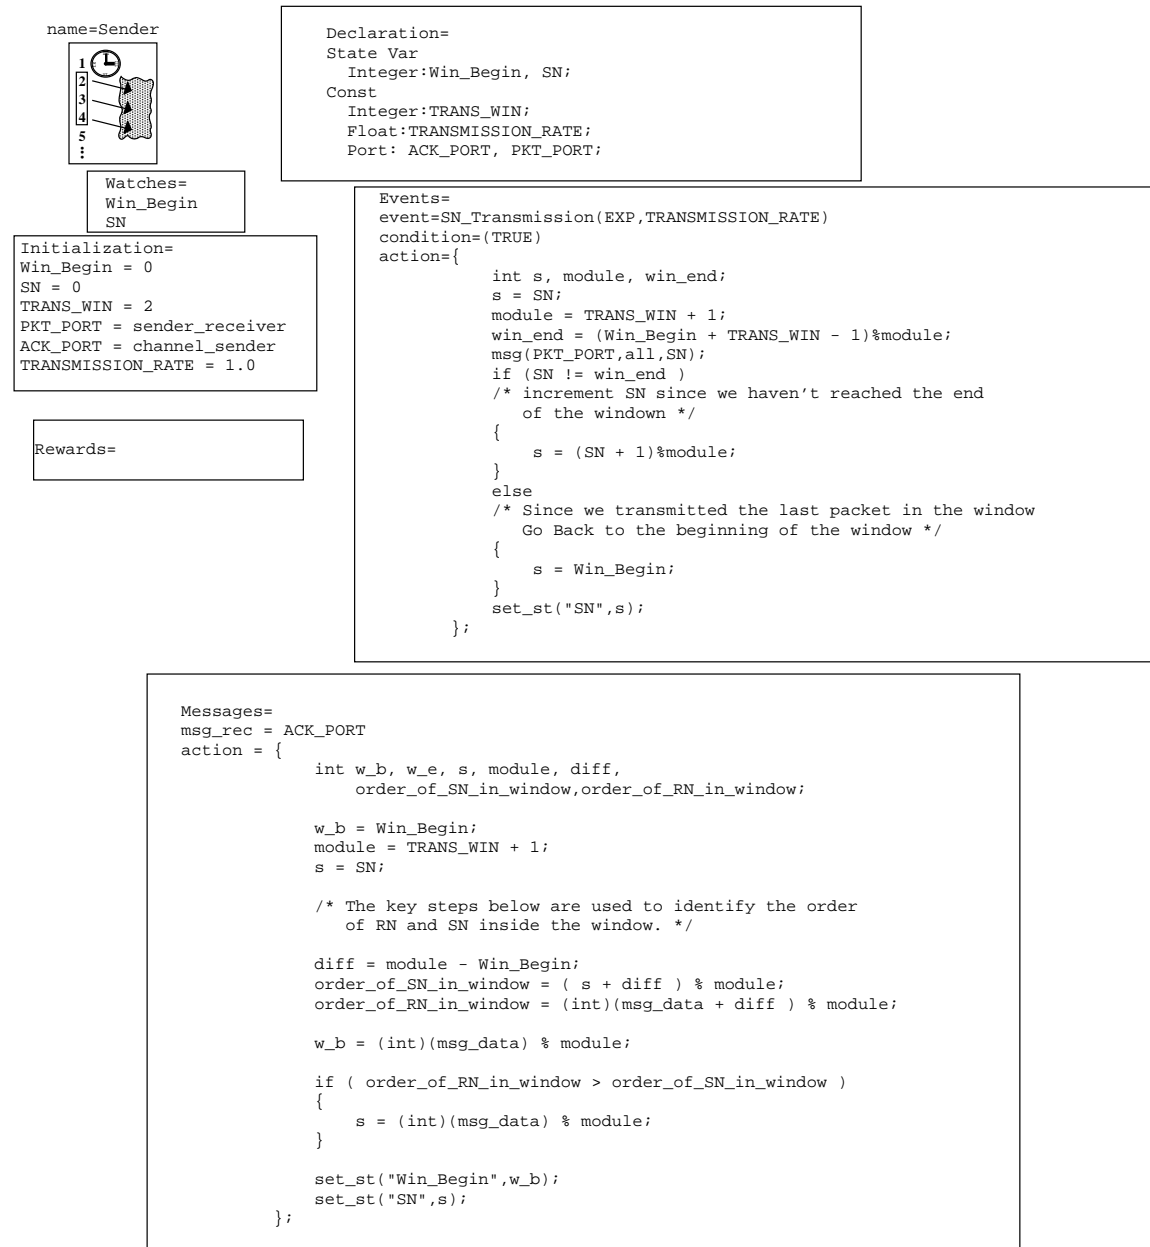 name=Sender
1
2
3
4
5
⋮
Declaration=
State Var
Integer:Win_Begin, SN;
Const
Integer:TRANS_WIN;
Float:TRANSMISSION_RATE;
Port: ACK_PORT, PKT_PORT;
Watches=
Win_Begin
SN
Initialization=
Win_Begin = 0
SN = 0
TRANS_WIN = 2
PKT_PORT = sender_receiver
ACK_PORT = channel_sender
TRANSMISSION_RATE = 1.0
Rewards=
Events=
event=SN_Transmission(EXP,TRANSMISSION_RATE)
condition=(TRUE)
action={
int s, module, win_end;
s = SN;
module = TRANS_WIN + 1;
win_end = (Win_Begin + TRANS_WIN - 1)%module;
msg(PKT_PORT,all,SN);
if (SN != win_end )
/* increment SN since we haven't reached the end
of the windown */
{
s = (SN + 1)%module;
}
else
/* Since we transmitted the last packet in the window
Go Back to the beginning of the window */
{
s = Win_Begin;
}
set_st("SN",s);
};
Messages=
msg_rec = ACK_PORT
action = {
int w_b, w_e, s, module, diff,
order_of_SN_in_window,order_of_RN_in_window;
w_b = Win_Begin;
module = TRANS_WIN + 1;
s = SN;
/* The key steps below are used to identify the order
of RN and SN inside the window. */
diff = module - Win_Begin;
order_of_SN_in_window = ( s + diff ) % module;
order_of_RN_in_window = (int)(msg_data + diff ) % module;
w_b = (int)(msg_data) % module;
if ( order_of_RN_in_window > order_of_SN_in_window )
{
s = (int)(msg_data) % module;
}
set_st("Win_Begin",w_b);
set_st("SN",s);
};